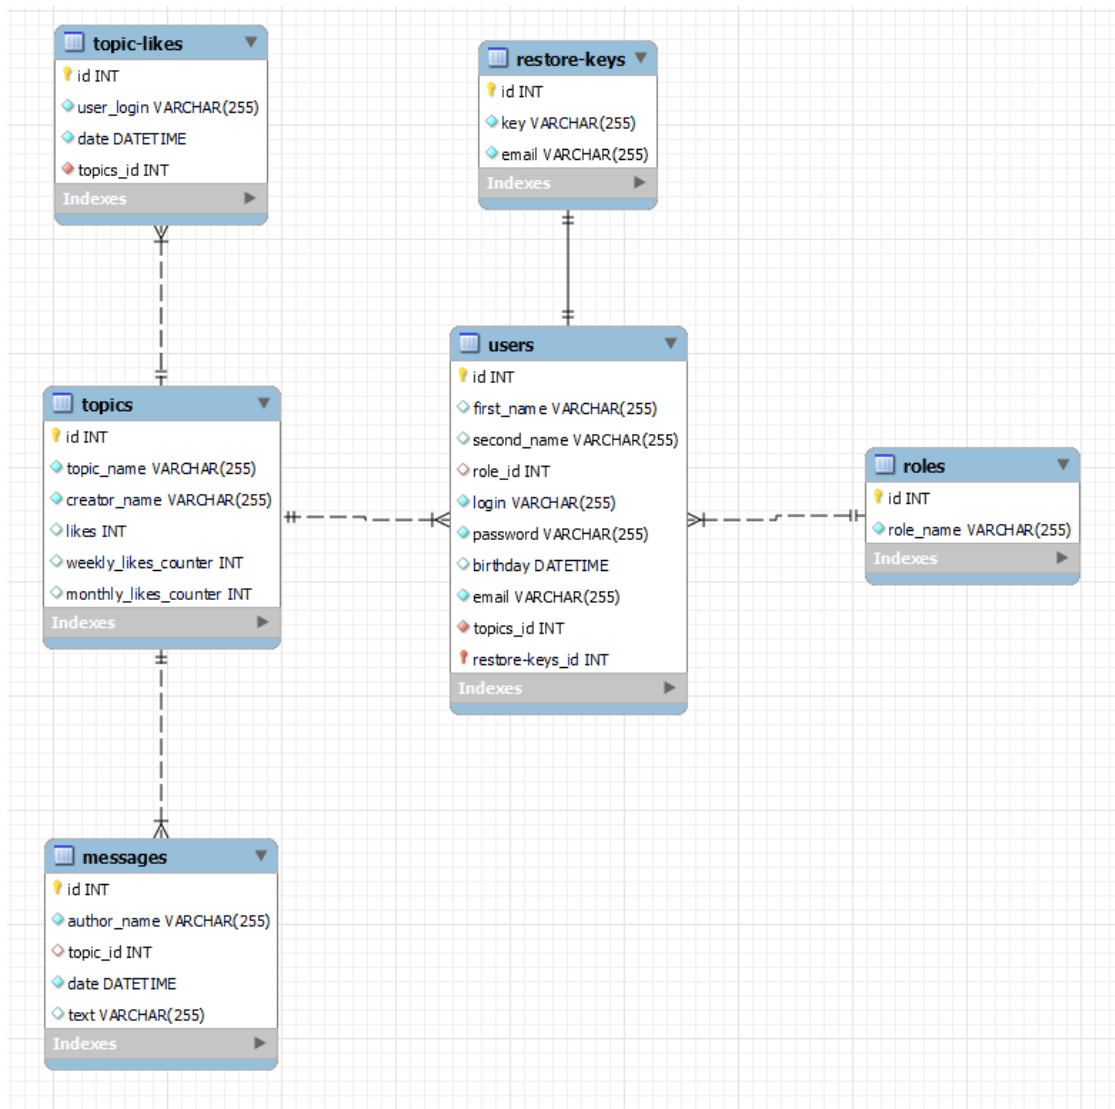 topic-likes
id INT
user_login VARCHAR(255)
date DATETIME
topics_id INT
Indexes
restore-keys
id INT
key VARCHAR(255)
email VARCHAR(255)
Indexes
topics
id INT
topic_name VARCHAR(255)
creator_name VARCHAR(255)
likes INT
weekly_likes_counter INT
monthly_likes_counter INT
Indexes
users
id INT
first_name VARCHAR(255)
second_name VARCHAR(255)
role_id INT
login VARCHAR(255)
password VARCHAR(255)
birthday DATETIME
email VARCHAR(255)
topics_id INT
restore-keys_id INT
Indexes
roles
id INT
role_name VARCHAR(255)
Indexes
messages
id INT
author_name VARCHAR(255)
topic_id INT
date DATETIME
text VARCHAR(255)
Indexes